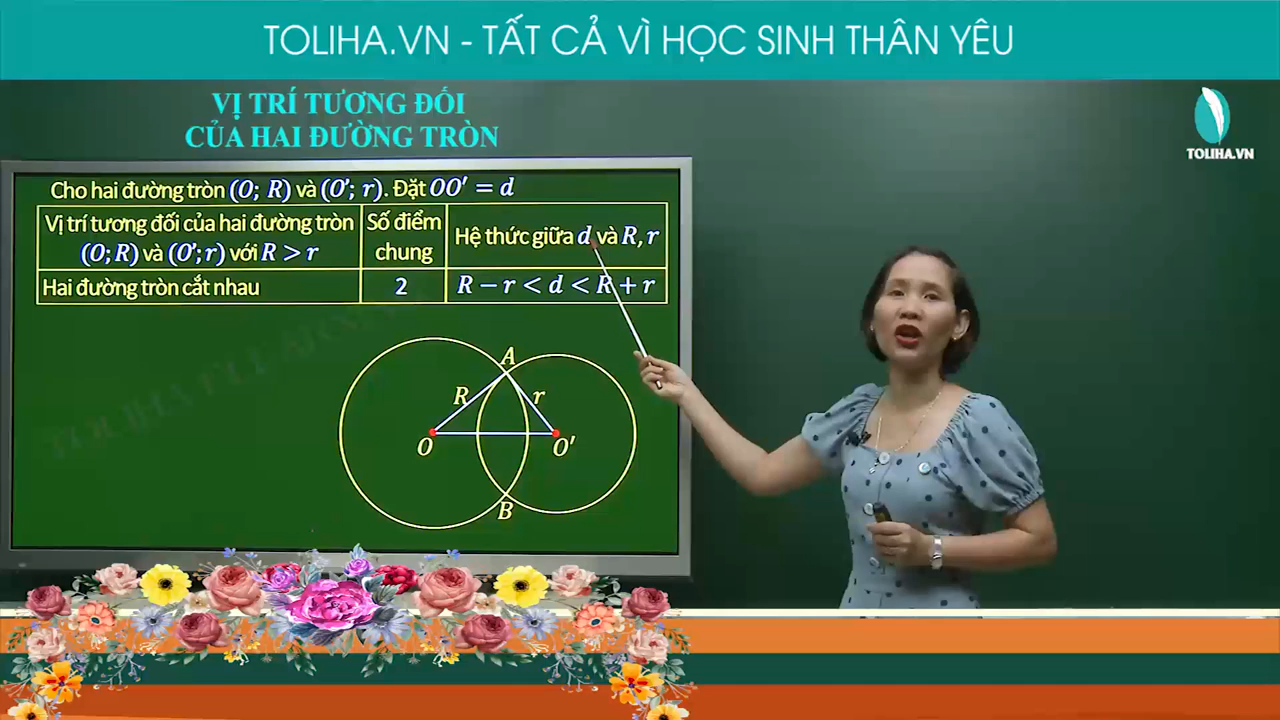 TOLIHA.VN - TẤT CẢ VÌ HỌC SINH THÂN YÊU
VỊ TRÍ TƯƠNG ĐỐI
CỦA HAI ĐƯỜNG TRÒN
TOLIHA.VN
Cho hai đường tròn (O; R) và (O'; r). Đặt OO' = d
Vị trí tương đối của hai đường tròn
(O; R) và (O'; r) với R > r
Số điểm
chung
Hệ thức giữa d và R, r
Hai đường tròn cắt nhau
2
R − r < d < R + r
A
R
r
O
O'
B